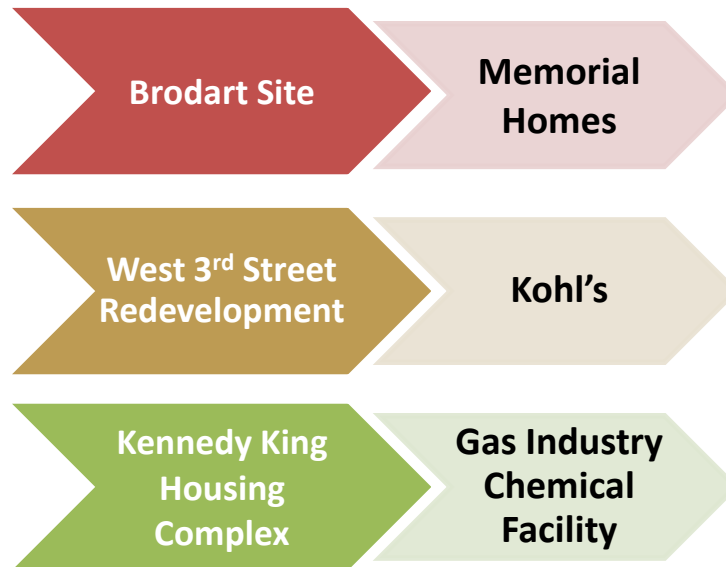 Brodart Site
Memorial
Homes
West 3rd Street
Redevelopment
Kohl’s
Kennedy King
Housing
Complex
Gas Industry
Chemical
Facility